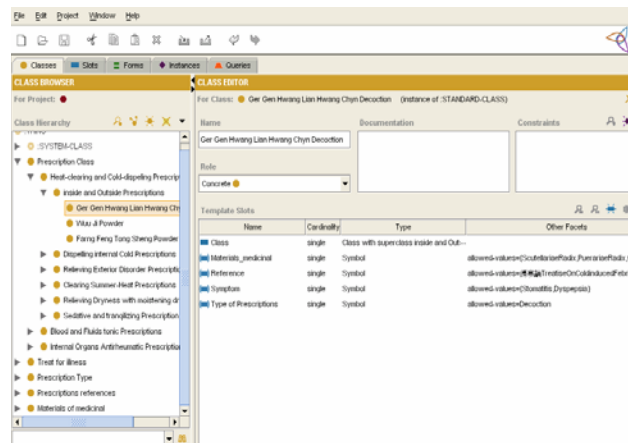 File Edit Project Window Help
Classes Slots Forms Instances Queries
CLASS BROWSER
For Project:
Class Hierarchy
:SYSTEM-CLASS
Prescription Class
Heat-clearing and Cold-dispeling Prescrip
inside and Outside Prescriptions
Ger Gen Hwang Lian Hwang Chy
Wuu Ji Powder
Farng Feng Tong Sheng Powder
Dispelling internal Cold Prescriptions
Relieving Exterior Disorder Prescriptio
Clearing Summer-Heat Prescriptions
Relieving Dryness with moistening dr
Sedative and tranqilizing Prescription
Blood and Fluids tonic Prescriptions
Internal Organs Antirheumatic Prescription
Treat for illness
Prescription Type
Prescriptions references
Materials of medicinal
CLASS EDITOR
For Class: Ger Gen Hwang Lian Hwang Chyn Decoction (instance of :STANDARD-CLASS)
Name Documentation Constraints
Ger Gen Hwang Lian Hwang Chyn Decoction
Role
Concrete
Template Slots
Name Cardinality Type Other Facets
Class single Class with superclass inside and Out---
Materials_medicinal single Symbol allowed-values={ScutellariaeRadix,PuerariaeRadix,
Reference single Symbol
Symptom single Symbol allowed-values={Stomatitis,Dyspepsia}
Type of Prescriptions single Symbol allowed-values=Decoction